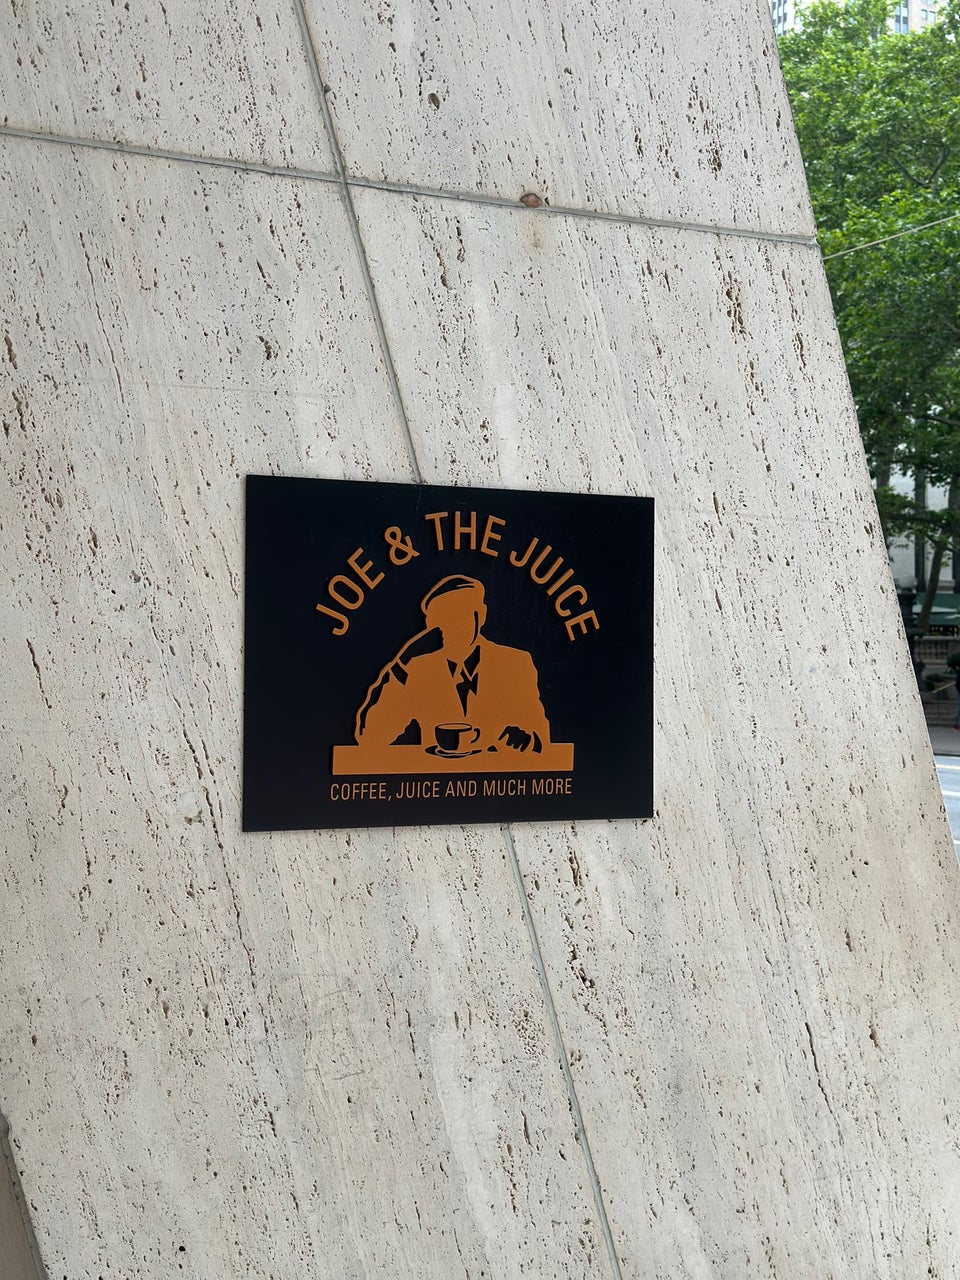 JOE & THE JUICE
COFFEE, JUICE AND MUCH MORE